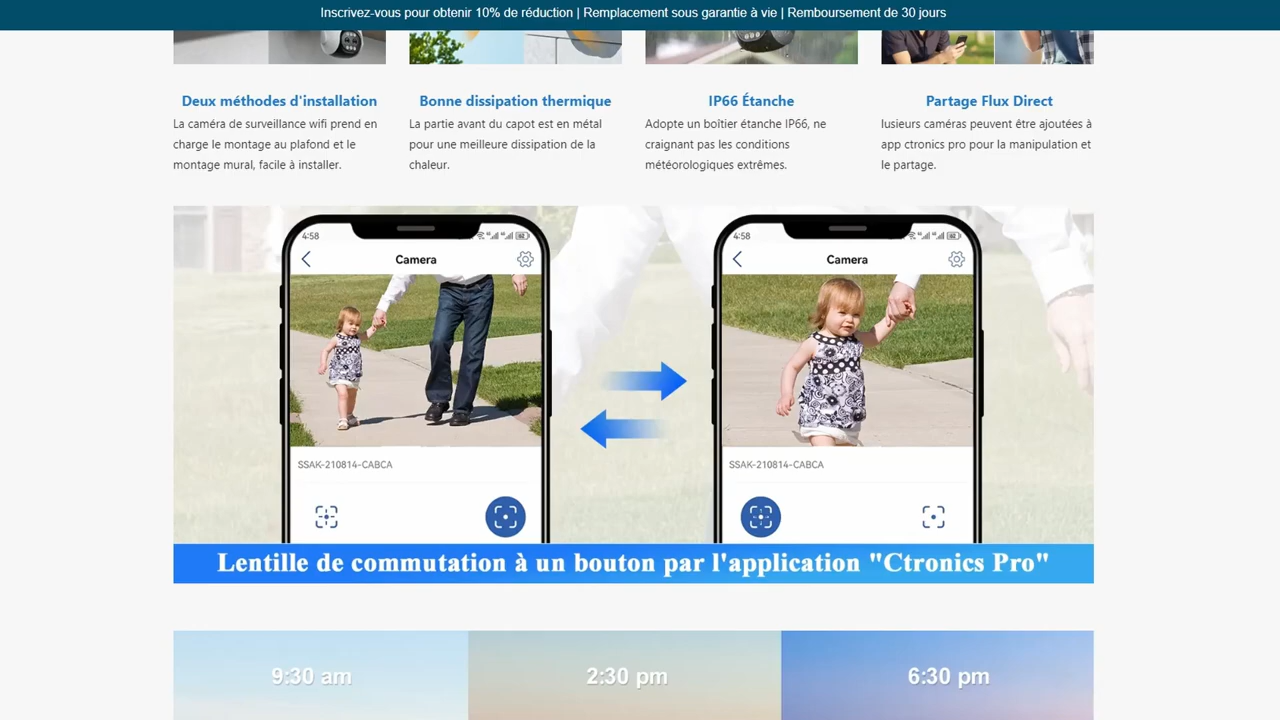 Inscrivez-vous pour obtenir 10% de réduction | Remplacement sous garantie à vie | Remboursement de 30 jours
Deux méthodes d'installation
La caméra de surveillance wifi prend en
charge le montage au plafond et le
montage mural, facile à installer.
Bonne dissipation thermique
La partie avant du capot est en métal
pour une meilleure dissipation de la
chaleur.
IP66 Étanche
Adopte un boîtier étanche IP66, ne
craignant pas les conditions
météorologiques extrêmes.
Partage Flux Direct
lusieurs caméras peuvent être ajoutées à
app ctronics pro pour la manipulation et
le partage.
4:58
Camera
SSAK-210814-CABCA
4:58
Camera
SSAK-210814-CABCA
Lentille de commutation à un bouton par l'application "Ctronics Pro"
9:30 am
2:30 pm
6:30 pm